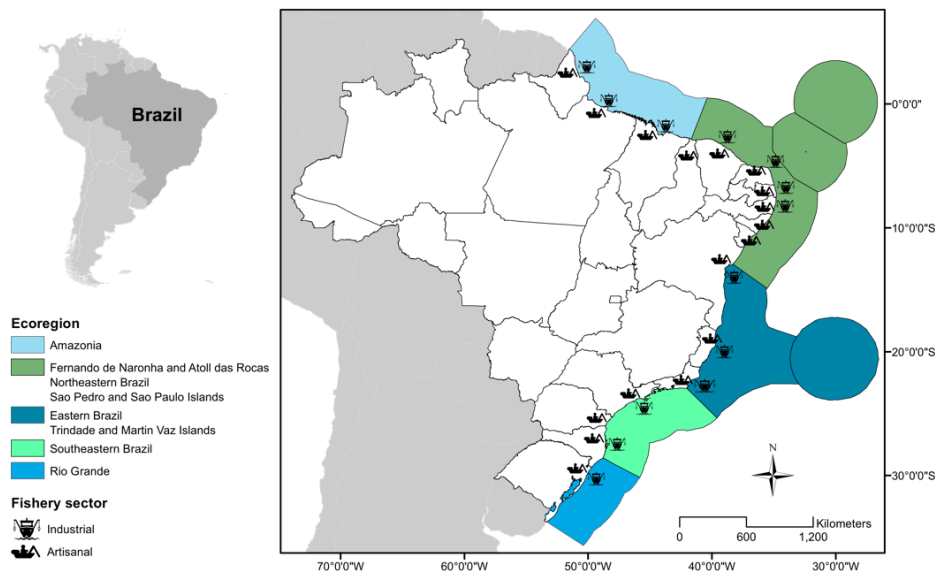 Brazil
Ecoregion
Amazonia
Fernando de Naronha and Atoll das Rocas
Northeastern Brazil
Sao Pedro and Sao Paulo Islands
Eastern Brazil
Trindade and Martin Vaz Islands
Southeastern Brazil
Rio Grande
Fishery sector
Industrial
Artisanal
0°0'0"
10°0'0"S
20°0'0"S
30°0'0"S
N
Kilometers
0 600 1,200
70°0'0"W 60°0'0"W 50°0'0"W 40°0'0"W 30°0'0"W